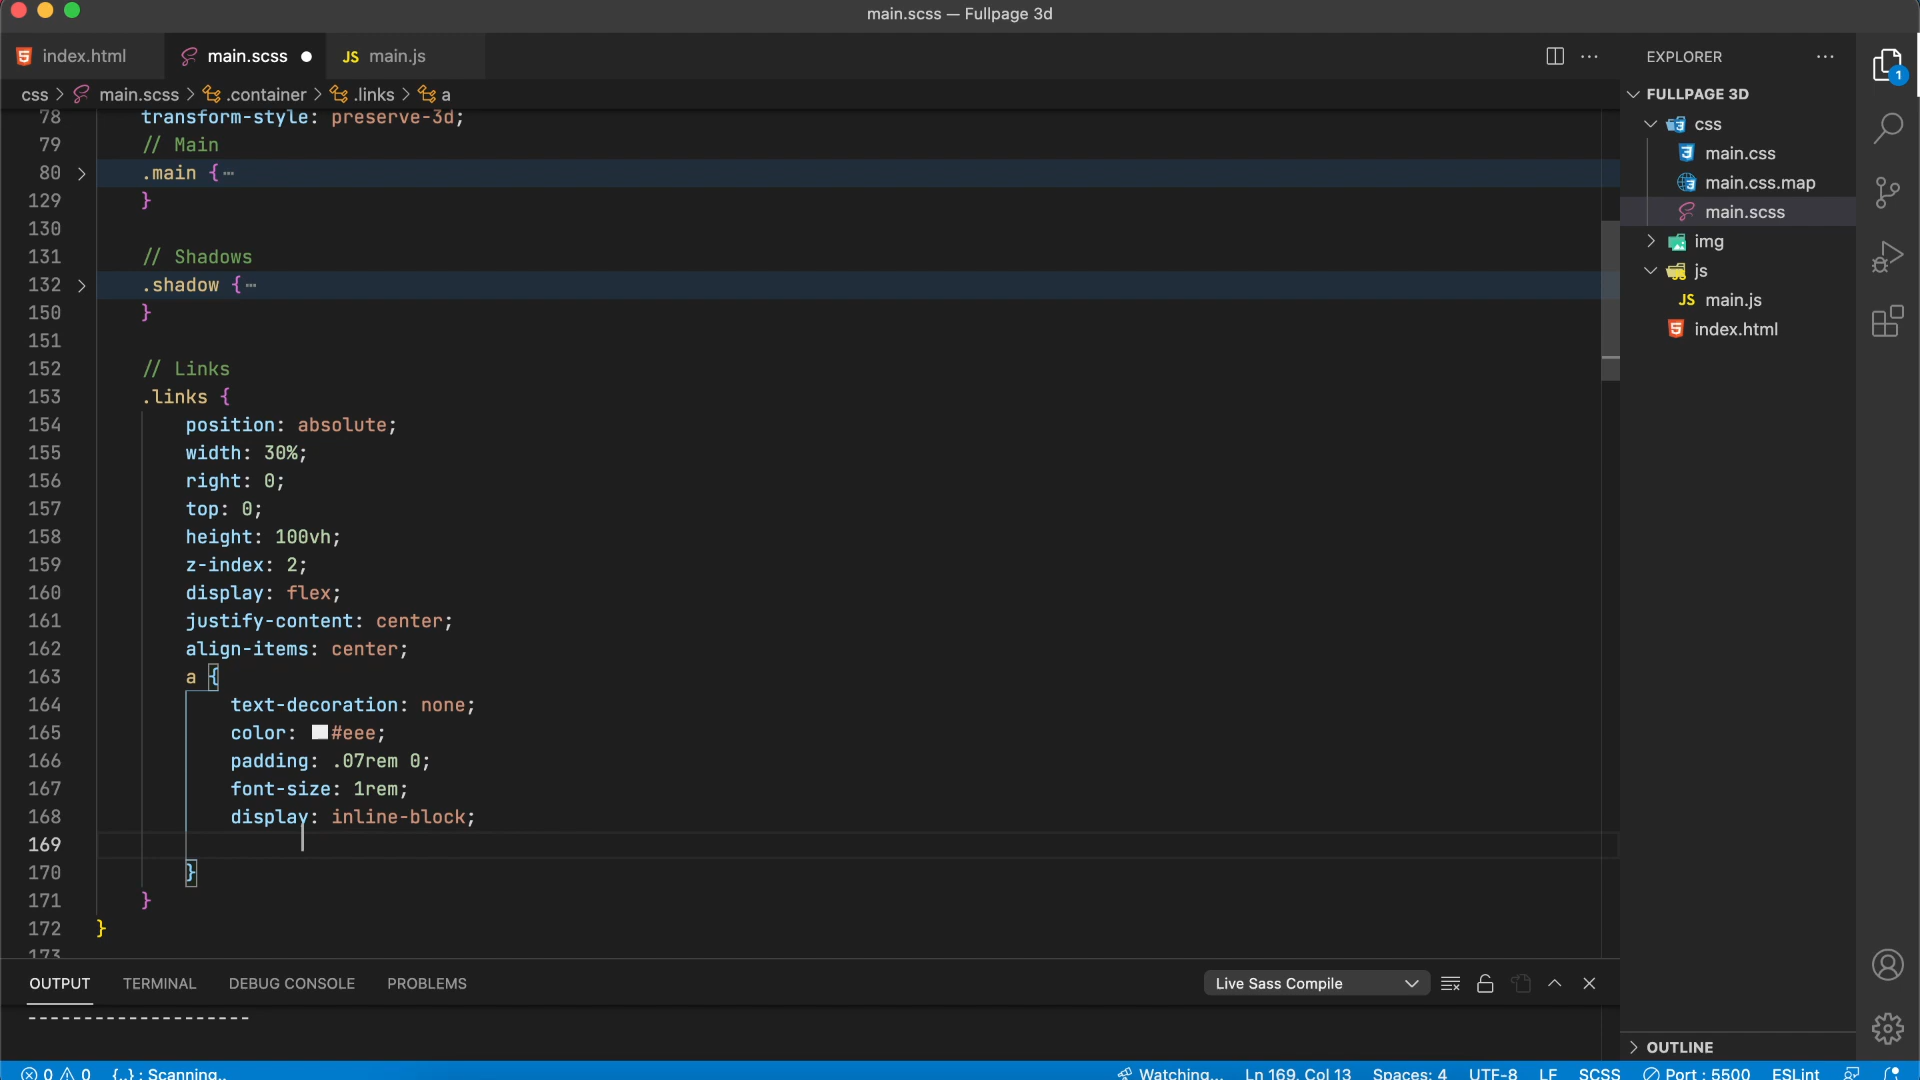 main.scss — Fullpage 3d
index.html
main.scss
JS main.js
EXPLORER
css > main.scss > .container > .links > a
78 transform-style: preserve-3d;
79 // Main
80 .main {
129 }
130
131 // Shadows
132 .shadow {
150 }
151
152 // Links
153 .links {
154 position: absolute;
155 width: 30%;
156 right: 0;
157 top: 0;
158 height: 100vh;
159 z-index: 2;
160 display: flex;
161 justify-content: center;
162 align-items: center;
163 a {
164 text-decoration: none;
165 color: #eee;
166 padding: .07rem 0;
167 font-size: 1rem;
168 display: inline-block;
169
170 }
171 }
172 }
173
FULLPAGE 3D
css
main.css
main.css.map
main.scss
img
js
JS main.js
index.html
1
OUTPUT TERMINAL DEBUG CONSOLE PROBLEMS
Live Sass Compile
--------------------
OUTLINE
0 0 {..} : Scanning..
Watching... Ln 169, Col 13 Spaces: 4 UTF-8 LF SCSS Port : 5500 ESLint